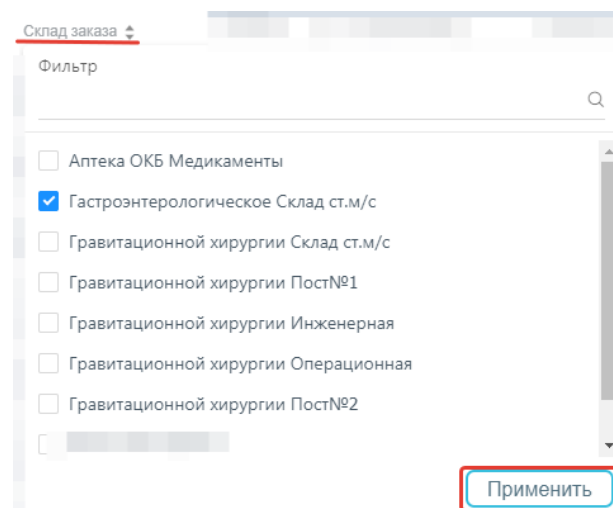 Склад заказа
Фильтр
Аптека ОКБ Медикаменты
Гастроэнтерологическое Склад ст.м/с
Гравитационной хирургии Склад ст.м/с
Гравитационной хирургии Пост№1
Гравитационной хирургии Инженерная
Гравитационной хирургии Операционная
Гравитационной хирургии Пост№2
Применить